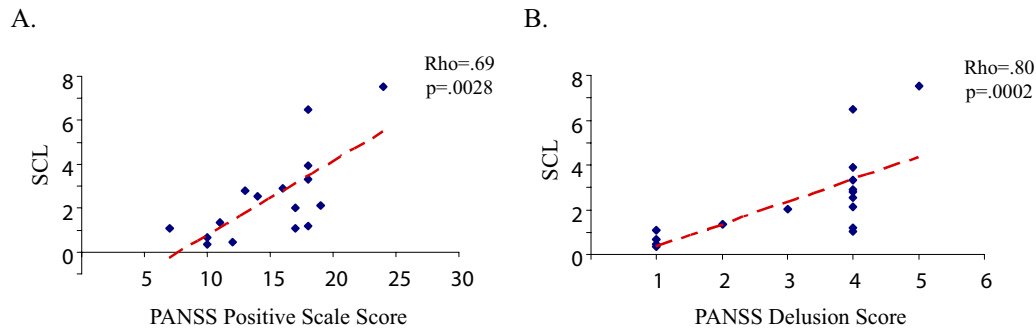 A.
Rho=.69
p=.0028
8
6
4
2
0
SCL
5 10 15 20 25 30
PANSS Positive Scale Score
B.
Rho=.80
p=.0002
8
6
4
2
0
SCL
1 2 3 4 5 6
PANSS Delusion Score